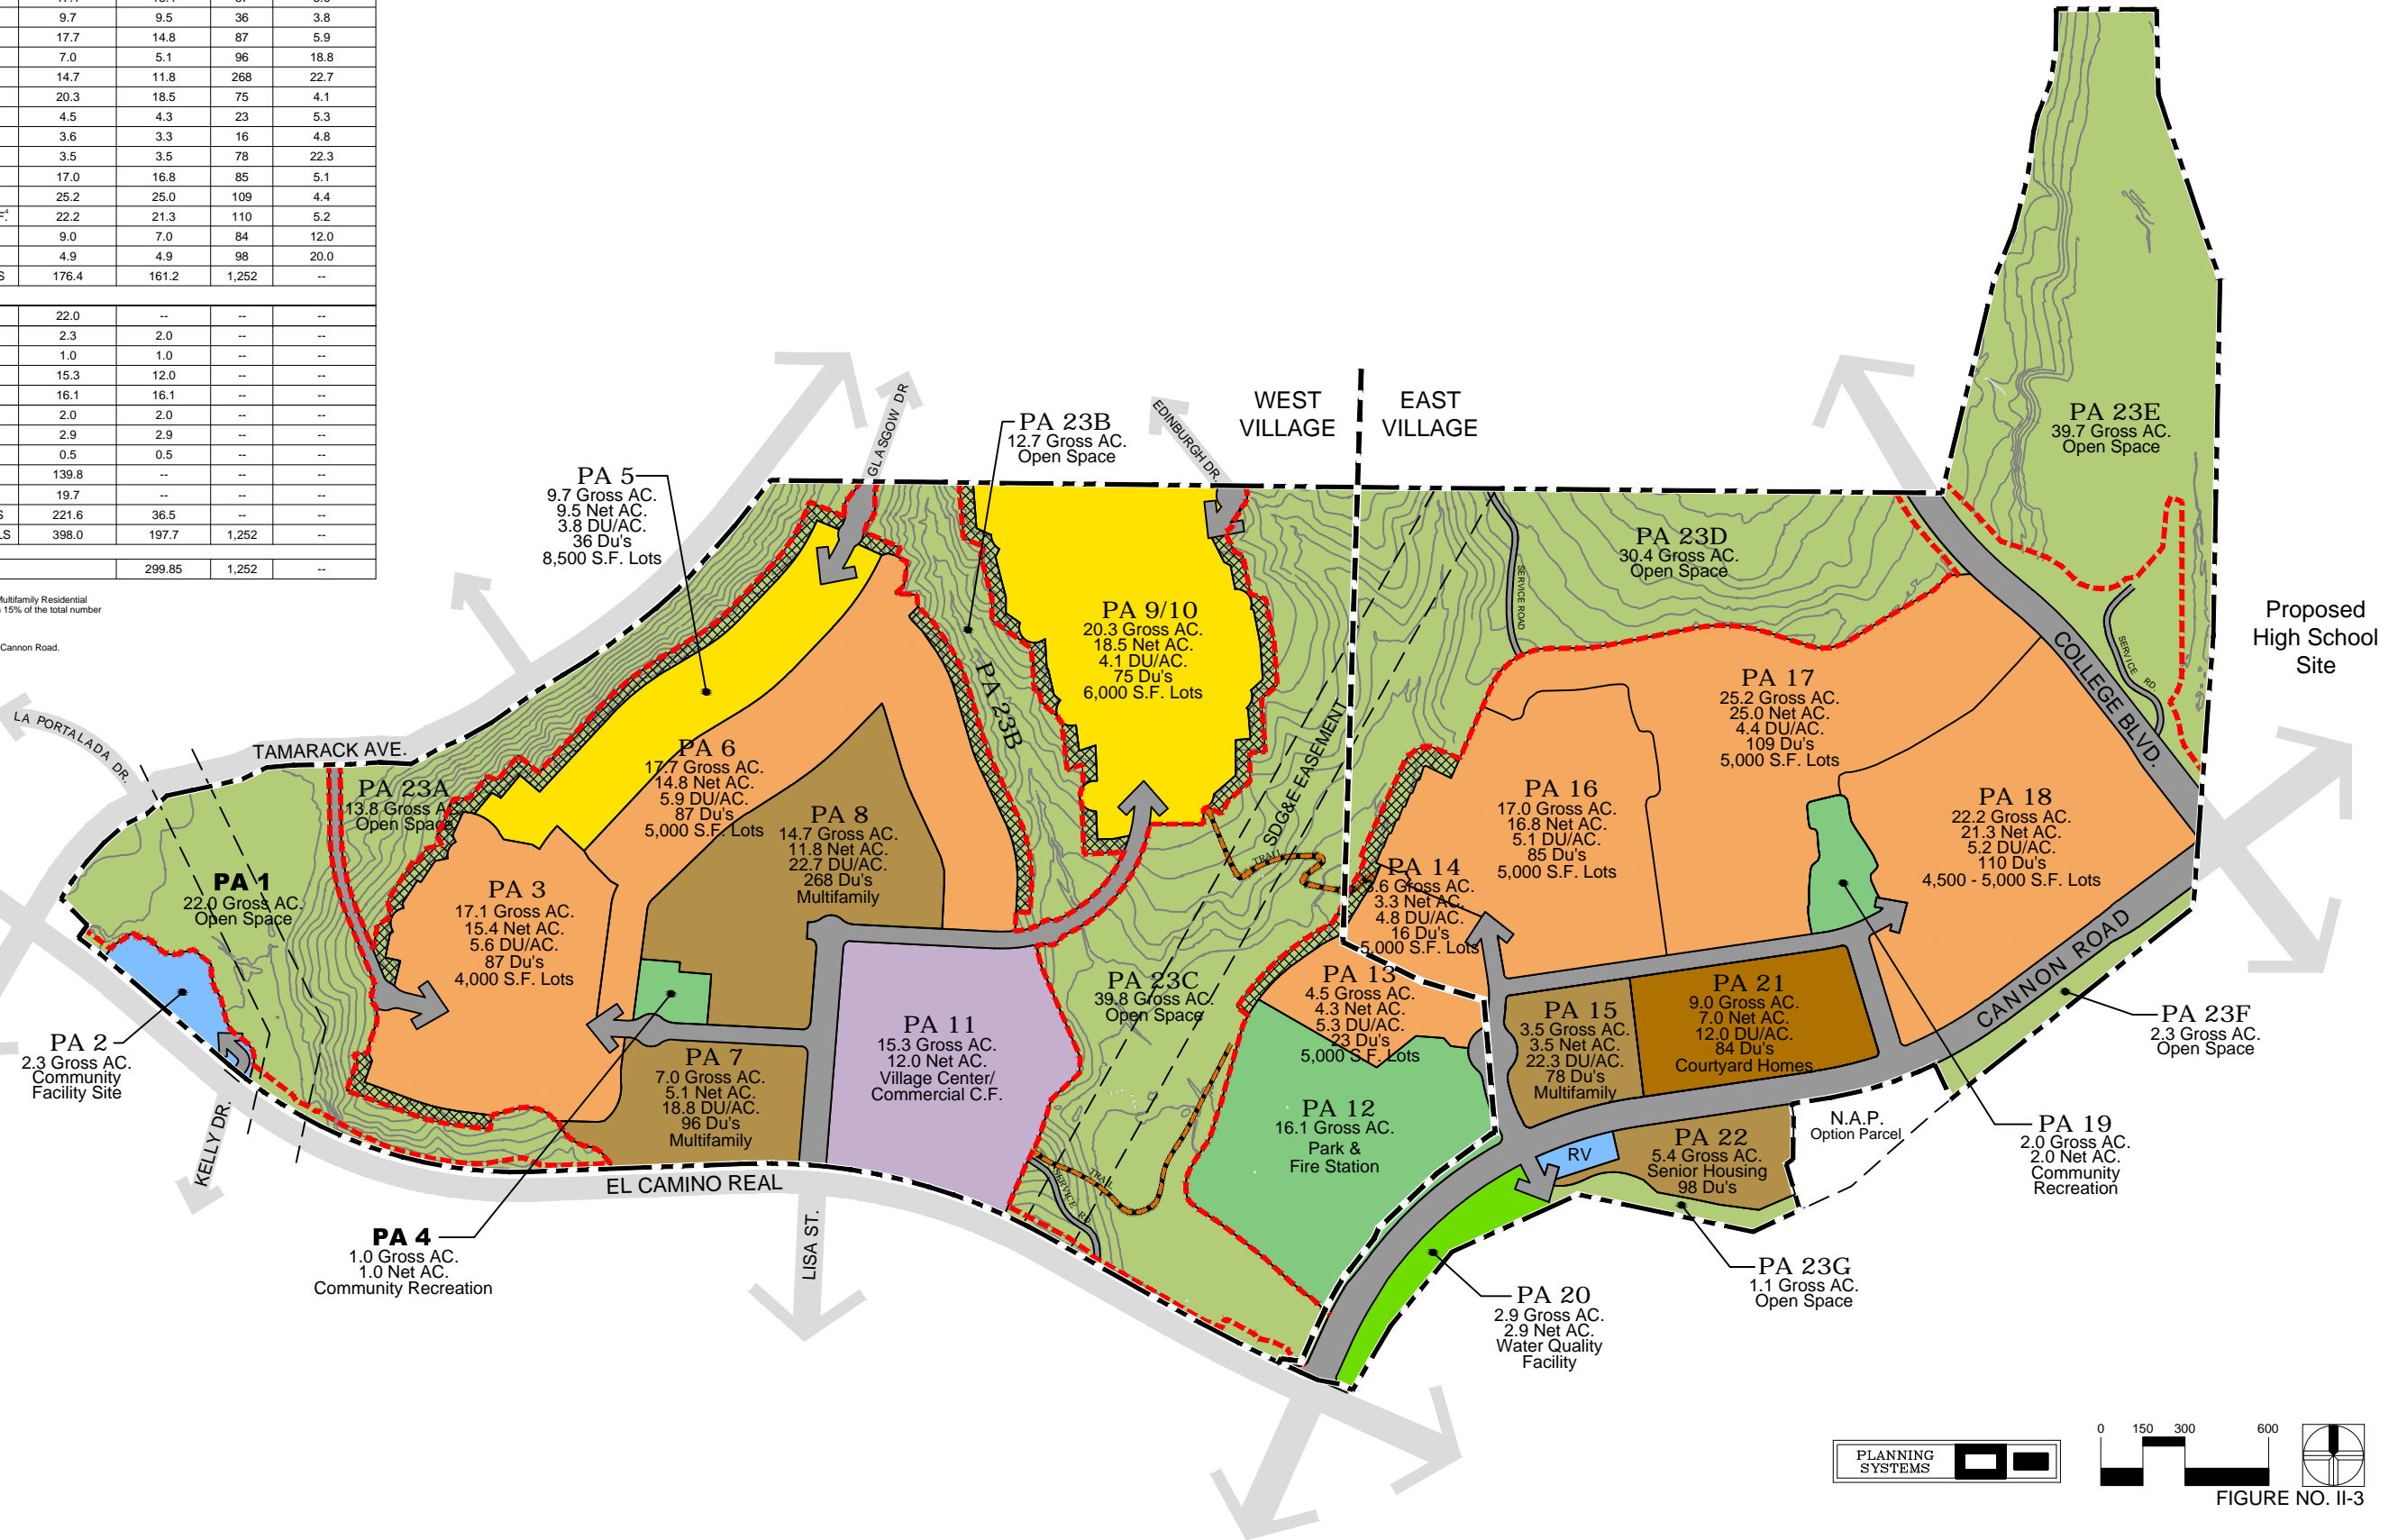 9.7 9.5 36 3.8
17.7 14.8 87 5.9
7.0 5.1 96 18.8
14.7 11.8 268 22.7
20.3 18.5 75 4.1
4.5 4.3 23 5.3
3.6 3.3 16 4.8
3.5 3.5 78 22.3
17.0 16.8 85 5.1
25.2 25.0 109 4.4
22.2 21.3 110 5.2
9.0 7.0 84 12.0
4.9 4.9 98 20.0
176.4 161.2 1,252 --
22.0 -- -- --
2.3 2.0 -- --
1.0 1.0 -- --
15.3 12.0 -- --
16.1 16.1 -- --
2.0 2.0 -- --
2.9 2.9 -- --
0.5 0.5 -- --
139.8 -- -- --
19.7 -- -- --
221.6 36.5 -- --
398.0 197.7 1,252 --
299.85 1,252 --
Multifamily Residential
15% of the total number
Cannon Road.
GLASGOW DR
EDINBURGH DR.
WEST
VILLAGE
EAST
VILLAGE
PA 23B
12.7 Gross AC.
Open Space
PA 5
9.7 Gross AC.
9.5 Net AC.
3.8 DU/AC.
36 Du's
8,500 S.F. Lots
PA 23E
39.7 Gross AC.
Open Space
PA 23D
30.4 Gross AC.
Open Space
SERVICE ROAD
PA 9/10
20.3 Gross AC.
18.5 Net AC.
4.1 DU/AC.
75 Du's
6,000 S.F. Lots
Proposed
High School
Site
SERVICE RD
COLLEGE BLVD.
PA 23B
SDG&E EASEMENT
PA 17
25.2 Gross AC.
25.0 Net AC.
4.4 DU/AC.
109 Du's
5,000 S.F. Lots
LA PORTALADA DR.
TAMARACK AVE.
PA 6
17.7 Gross AC.
14.8 Net AC.
5.9 DU/AC.
87 Du's
5,000 S.F. Lots
PA 23A
13.8 Gross
Open Space
PA 8
14.7 Gross AC.
11.8 Net AC.
22.7 DU/AC.
268 Du's
Multifamily
PA 16
17.0 Gross AC.
16.8 Net AC.
5.1 DU/AC.
85 Du's
5,000 S.F. Lots
PA 18
22.2 Gross AC.
21.3 Net AC.
5.2 DU/AC.
110 Du's
4,500 - 5,000 S.F. Lots
TRAIL
PA 14
3.6 Gross AC.
3.3 Net AC.
4.8 DU/AC.
16 Du's
5,000 S.F. Lots
PA 1
22.0 Gross AC.
Open Space
PA 3
17.1 Gross AC.
15.4 Net AC.
5.6 DU/AC.
87 Du's
4,000 S.F. Lots
CANNON ROAD
PA 23C
39.8 Gross AC.
Open Space
PA 13
4.5 Gross AC.
4.3 Net AC.
5.3 DU/AC.
23 Du's
5,000 S.F. Lots
PA 21
9.0 Gross AC.
7.0 Net AC.
12.0 DU/AC.
84 Du's
Courtyard Homes
PA 15
3.5 Gross AC.
3.5 Net AC.
22.3 DU/AC.
78 Du's
Multifamily
PA 11
15.3 Gross AC.
12.0 Net AC.
Village Center/
Commercial C.F.
PA 23F
2.3 Gross AC.
Open Space
PA 2
2.3 Gross AC.
Community
Facility Site
PA 7
7.0 Gross AC.
5.1 Net AC.
18.8 DU/AC.
96 Du's
Multifamily
PA 12
16.1 Gross AC.
Park &
Fire Station
N.A.P.
Option Parcel
PA 19
2.0 Gross AC.
2.0 Net AC.
Community
Recreation
PA 22
5.4 Gross AC.
Senior Housing
98 Du's
RV
KELLY DR.
EL CAMINO REAL
TRAIL
SERVICE RD
LISA ST.
PA 4
1.0 Gross AC.
1.0 Net AC.
Community Recreation
PA 23G
1.1 Gross AC.
Open Space
PA 20
2.9 Gross AC.
2.9 Net AC.
Water Quality
Facility
PLANNING
SYSTEMS
0 150 300 600
FIGURE NO. II-3